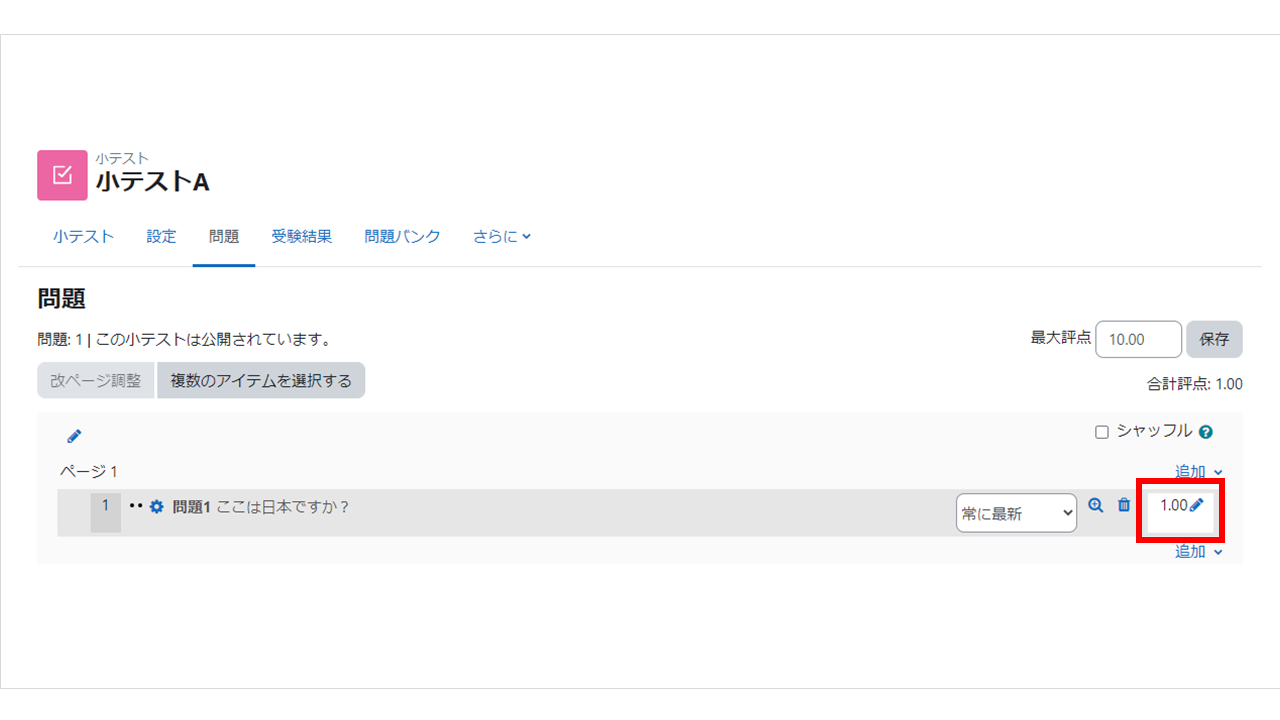 小テスト
小テストA
小テスト 設定 問題 受験結果 問題バンク さらに
問題
問題: 1 | この小テストは公開されています。
最大評点 10.00 保存
改ページ調整 複数のアイテムを選択する
合計評点: 1.00
シャッフル ?
ページ 1
追加
1 問題1 ここは日本ですか？ 常に最新 1.00
追加